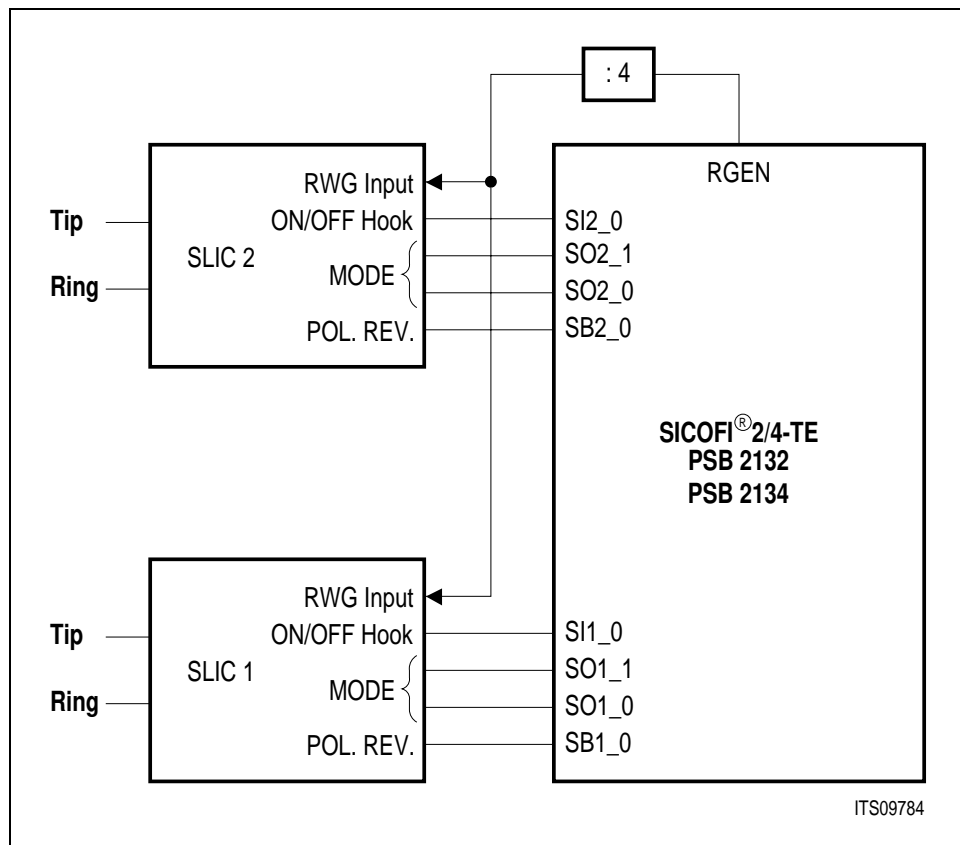 : 4
RGEN
RWG Input
ON/OFF Hook
MODE
POL. REV.
Tip
Ring
SLIC 2
SI2_0
SO2_1
SO2_0
SB2_0
SICOFI®2/4-TE
PSB 2132
PSB 2134
RWG Input
ON/OFF Hook
MODE
POL. REV.
Tip
Ring
SLIC 1
SI1_0
SO1_1
SO1_0
SB1_0
ITS09784